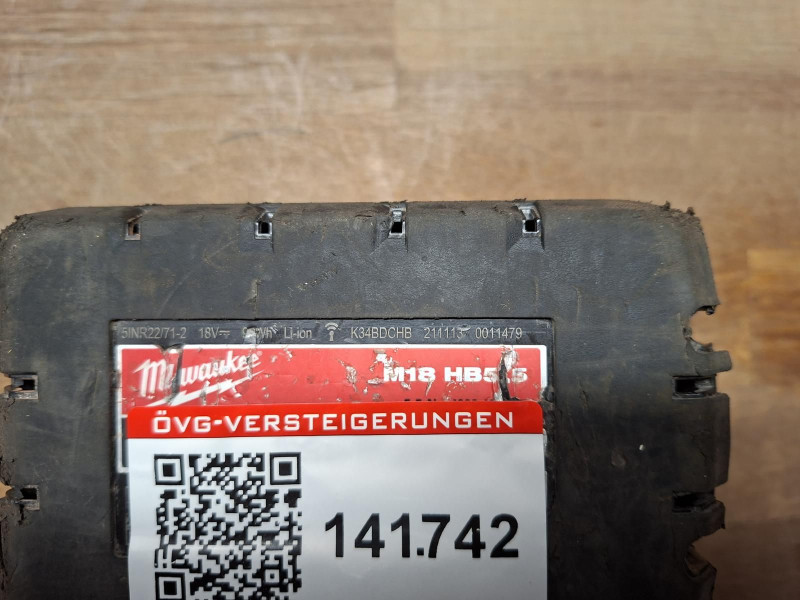 5INR22/71-2 18V Li-ion K34BDCHB 211113 0011479
Milwaukee
M18 HB5.5
ÖVG-VERSTEIGERUNGEN
141.742